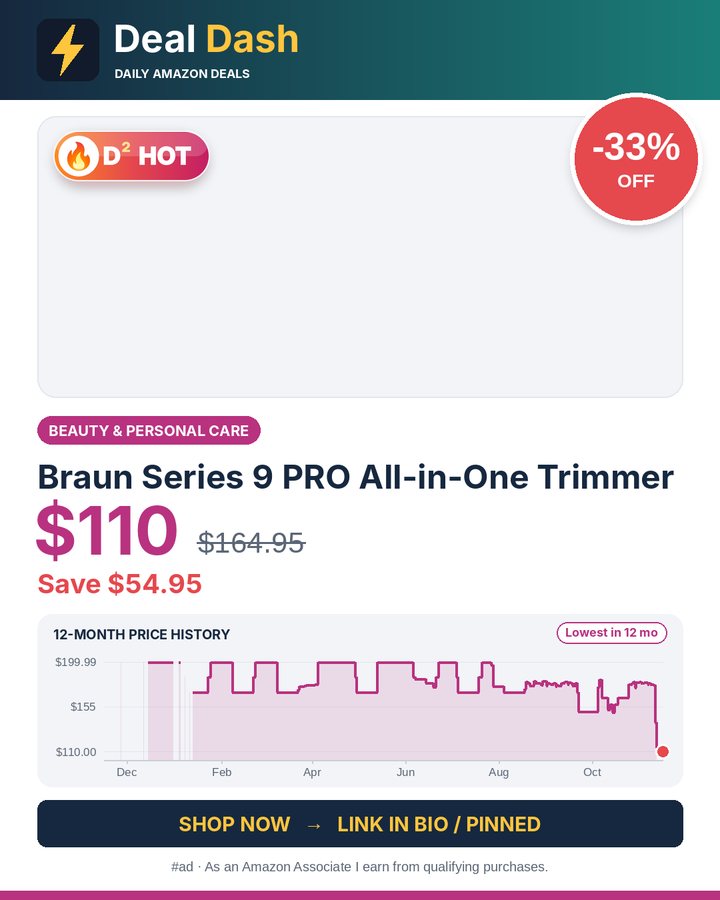 Deal Dash
DAILY AMAZON DEALS
D² HOT
-33%
OFF
BEAUTY & PERSONAL CARE
Braun Series 9 PRO All-in-One Trimmer
$110 $164.95
Save $54.95
12-MONTH PRICE HISTORY
Lowest in 12 mo
$199.99
$155
$110.00
Dec Feb Apr Jun Aug Oct
SHOP NOW → LINK IN BIO / PINNED
#ad · As an Amazon Associate I earn from qualifying purchases.